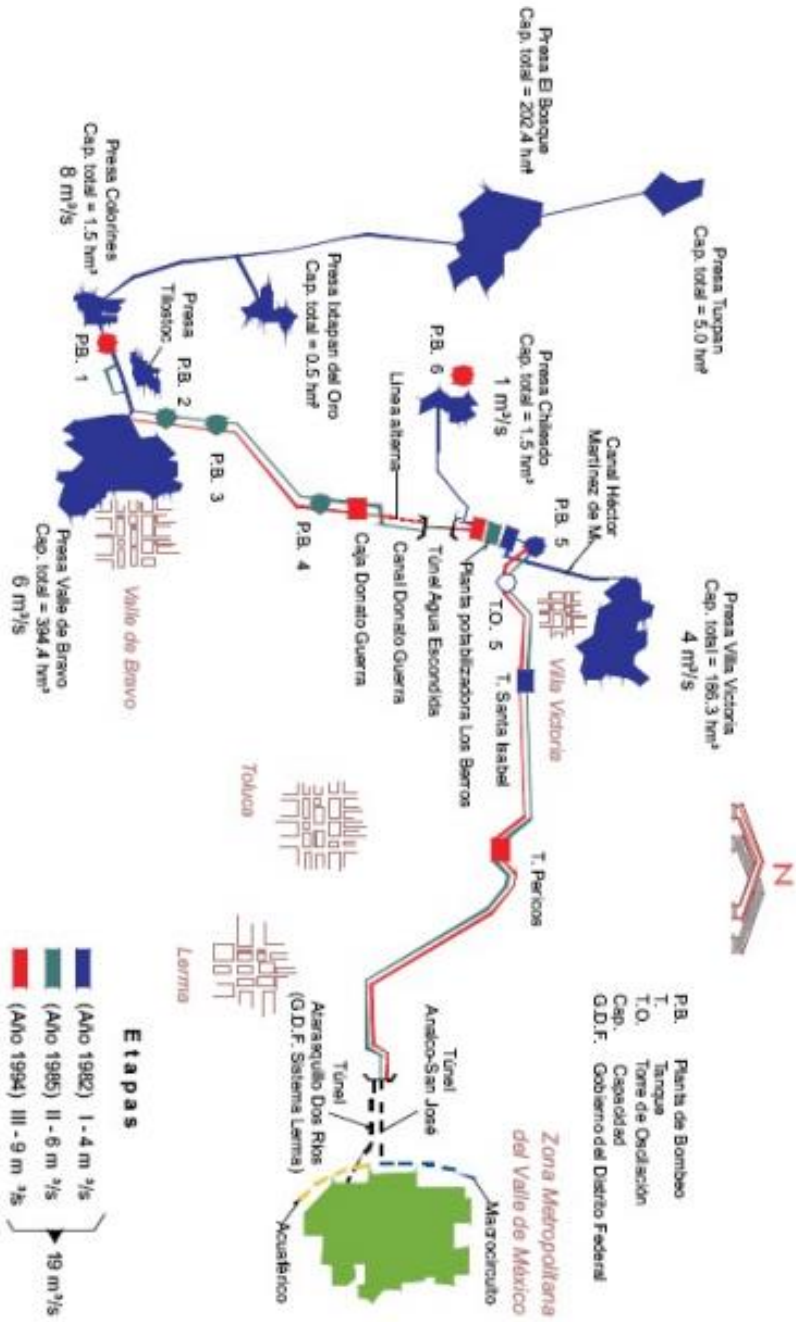 Presa Tuxpan
Cap. total = 5.0 hm³
Presa El Bosque
Cap. total = 202.4 hm³
Presa Ixtapan del Oro
Cap. total = 0.5 hm³
Presa Colorines
Cap. total = 1.5 hm³
8 m³/s
Presa
Tilostoc
P.B. 1
P.B. 2
P.B. 3
P.B. 4
Presa Valle de Bravo
Cap. total = 394.4 hm³
6 m³/s
Valle de Bravo
Presa Chilesdo
Cap. total = 1.5 hm³
1 m³/s
P.B. 6
Línea alterna
Caja Donato Guerra
Canal Donato Guerra
Túnel Agua Escondida
Planta potabilizadora Los Berros
Canal Héctor
Martínez de M.
P.B. 5
T.O. 5
Presa Villa Victoria
Cap. total = 186.3 hm³
4 m³/s
Villa Victoria
T. Santa Isabel
T. Pericos
Toluca
Lerma
N
Túnel
Analco-San José
Túnel
Atarasquillo Dos Ríos
(G.D.F. Sistema Lerma)
Macrocircuito
Acuaférico
Zona Metropolitana
del Valle de México
P.B. Planta de Bombeo
T. Tanque
T.O. Torre de Oscilación
Cap. Capacidad
G.D.F. Gobierno del Distrito Federal
Etapas
(Año 1982) I - 4 m³/s
(Año 1985) II - 6 m³/s
(Año 1994) III - 9 m³/s
19 m³/s